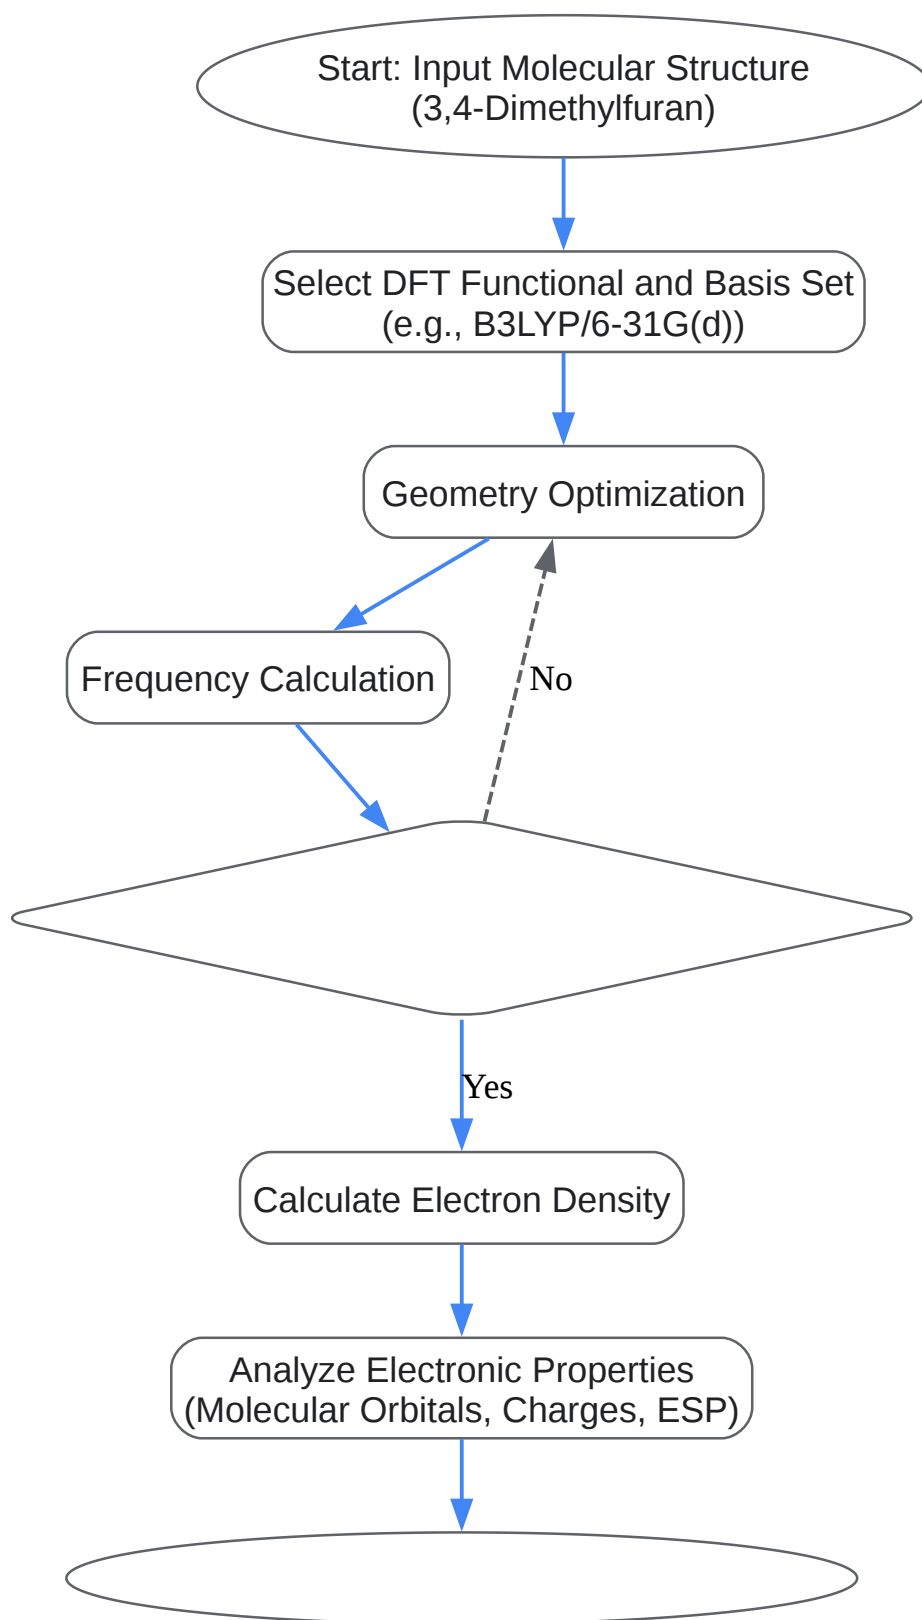 Start: Input Molecular Structure
(3,4-Dimethylfuran)
Select DFT Functional and Basis Set
(e.g., B3LYP/6-31G(d))
Geometry Optimization
Frequency Calculation
No
Yes
Calculate Electron Density
Analyze Electronic Properties
(Molecular Orbitals, Charges, ESP)